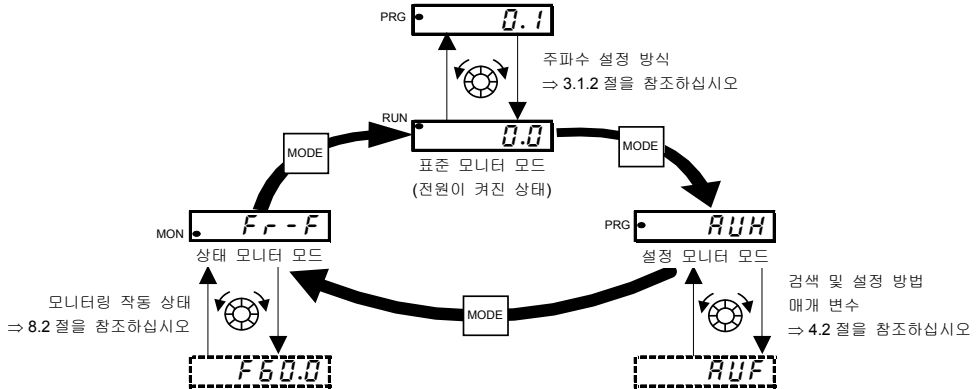 PRG
0.1
주파수 설정 방식
⇒ 3.1.2 절을 참조하십시오
RUN
0.0
MODE
MODE
표준 모니터 모드
(전원이 켜진 상태)
MON
Fr-F
상태 모니터 모드
PRG
AUH
설정 모니터 모드
모니터링 작동 상태
⇒ 8.2 절을 참조하십시오
MODE
검색 및 설정 방법
매개 변수
⇒ 4.2 절을 참조하십시오
F60.0
AUF